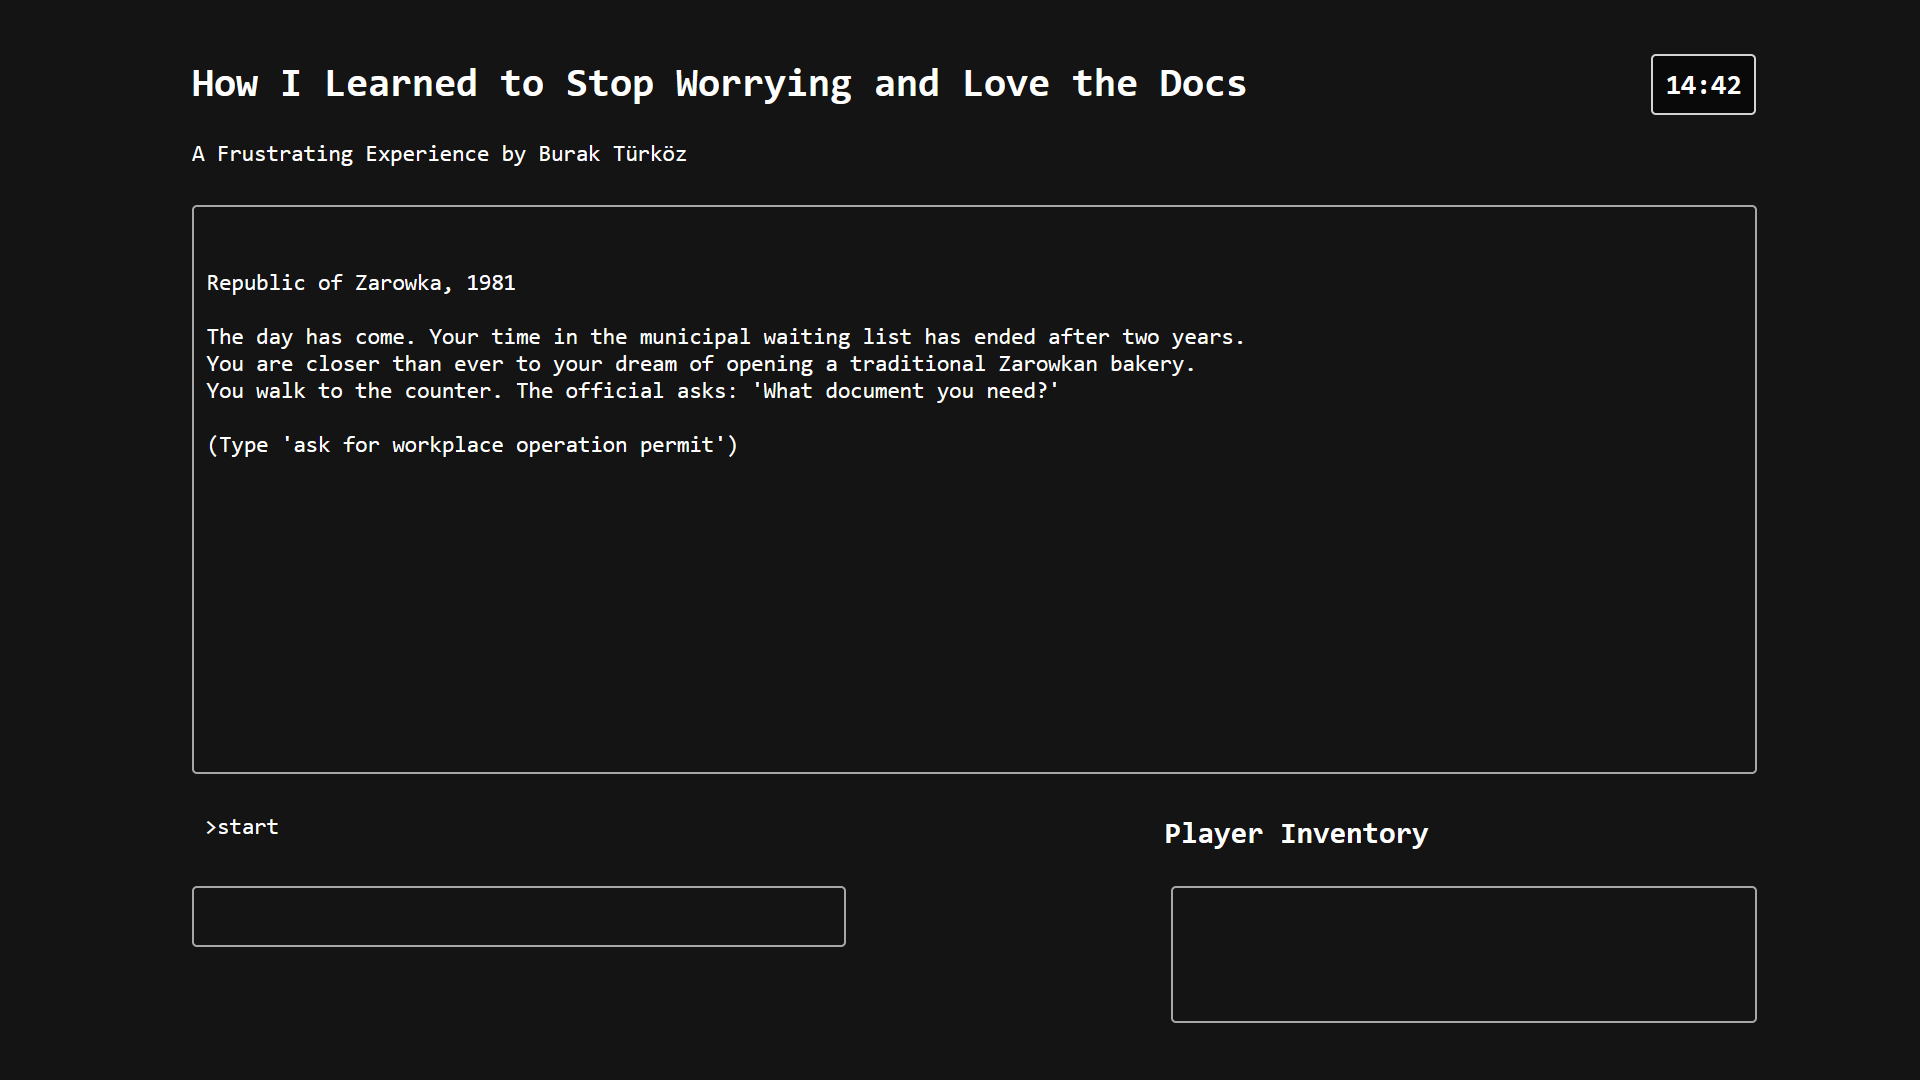 How I Learned to Stop Worrying and Love the Docs
14:42
A Frustrating Experience by Burak Türköz
Republic of Zarowka, 1981
The day has come. Your time in the municipal waiting list has ended after two years.
You are closer than ever to your dream of opening a traditional Zarowkan bakery.
You walk to the counter. The official asks: 'What document you need?'
(Type 'ask for workplace operation permit')
>start
Player Inventory